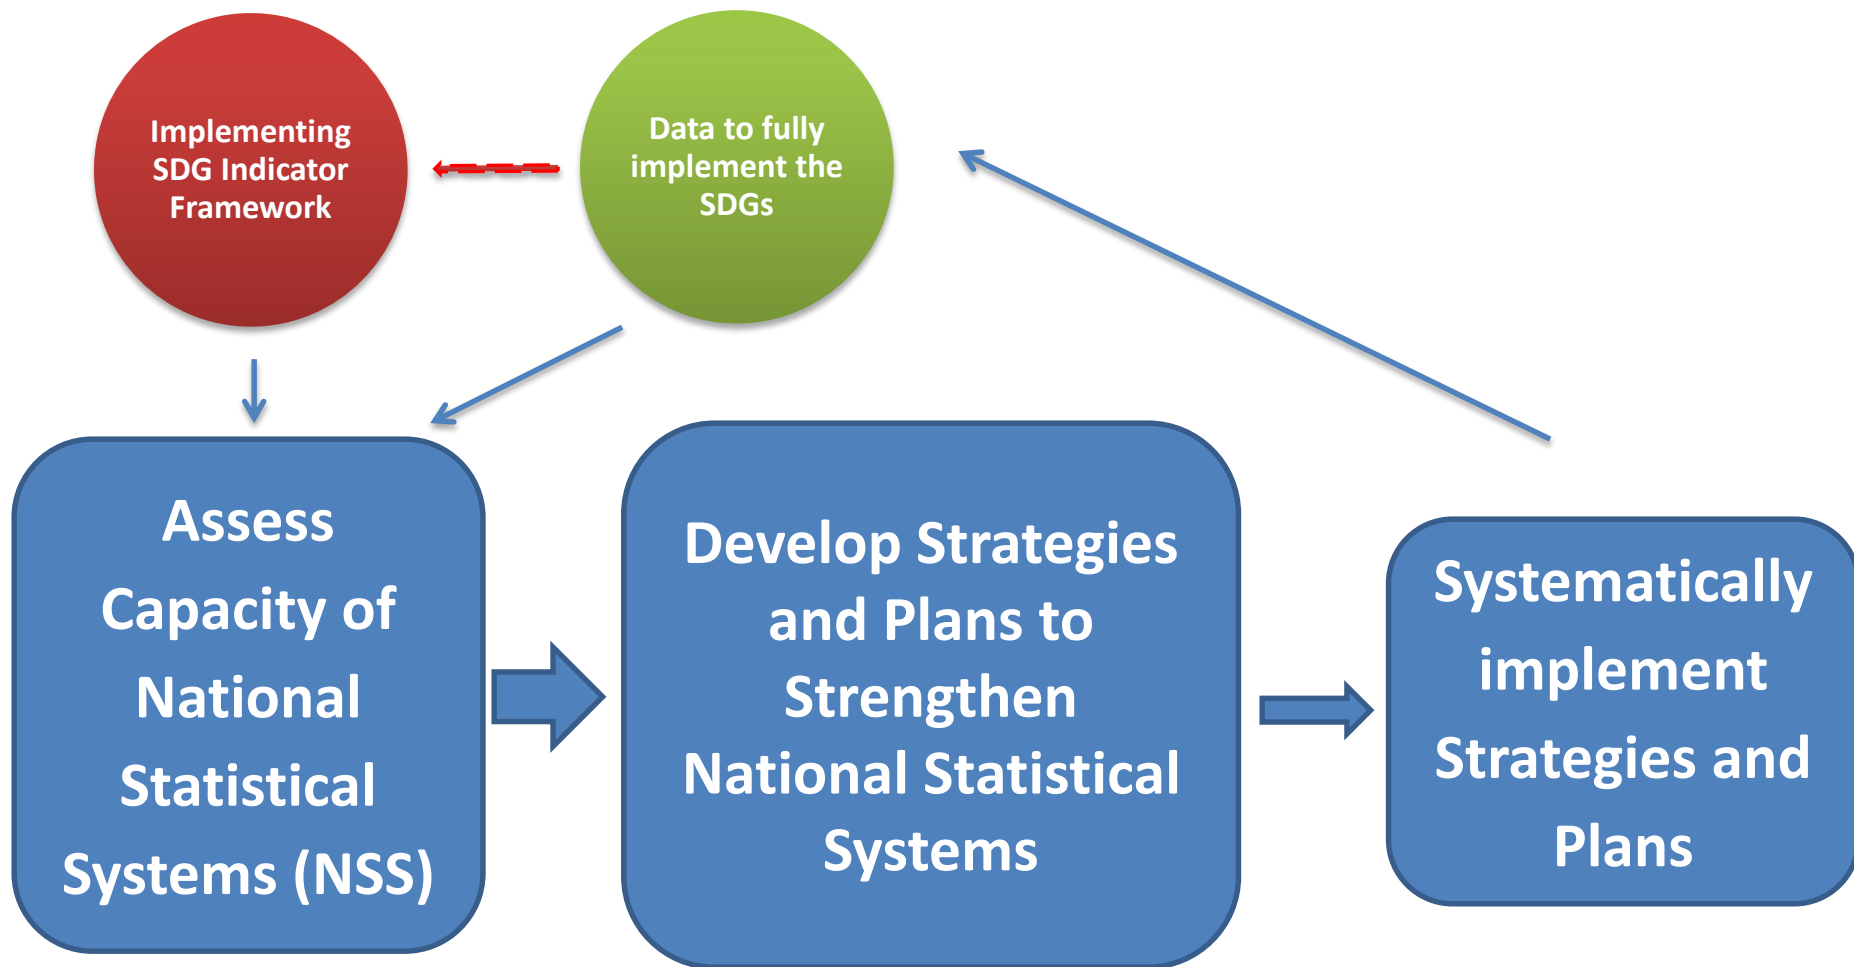 Implementing
SDG Indicator
Framework
Data to fully
implement the
SDGs
Assess
Capacity of
National
Statistical
Systems (NSS)
Develop Strategies
and Plans to
Strengthen
National Statistical
Systems
Systematically
implement
Strategies and
Plans